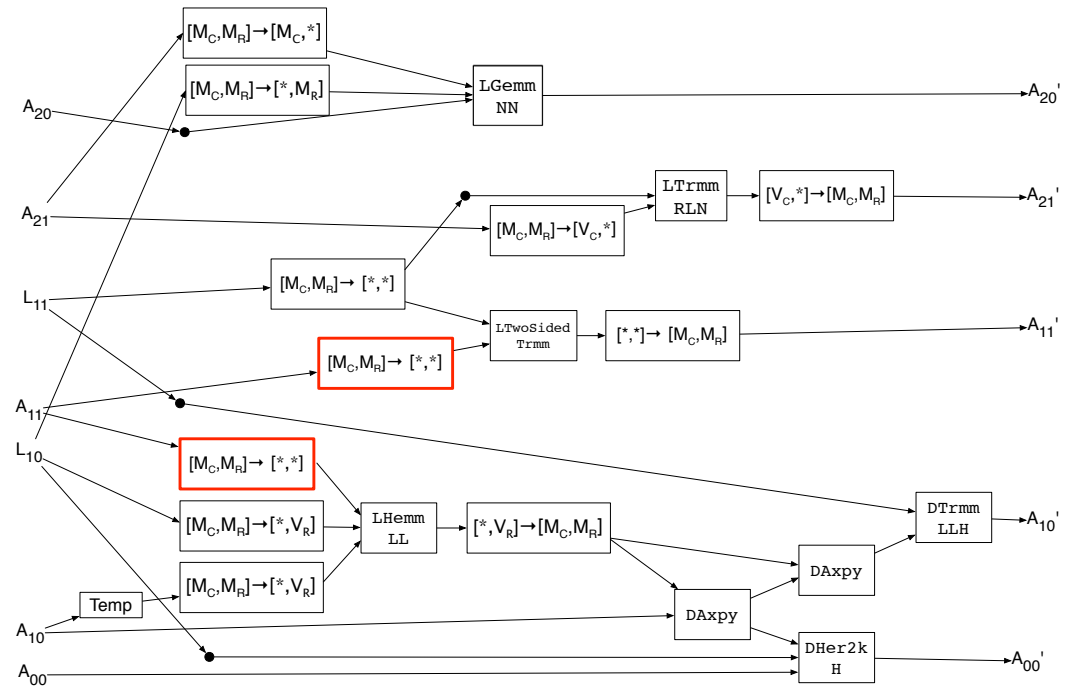 [M_C,M_R]→[M_C,*]
[M_C,M_R]→[*,M_R]
LGemm
NN
A_20
A_20'
A_21
LTrmm
RLN
[V_C,*]→[M_C,M_R]
A_21'
[M_C,M_R]→[V_C,*]
[M_C,M_R]→ [*,*]
L_11
LTwoSided
Trmm
[*,*]→ [M_C,M_R]
A_11'
[M_C,M_R]→ [*,*]
A_11
L_10
[M_C,M_R]→ [*,*]
[M_C,M_R]→[*,V_R]
LHemm
LL
[*,V_R]→[M_C,M_R]
DTrmm
LLH
A_10'
[M_C,M_R]→[*,V_R]
DAxpy
Temp
DAxpy
A_10
DHer2k
H
A_00'
A_00